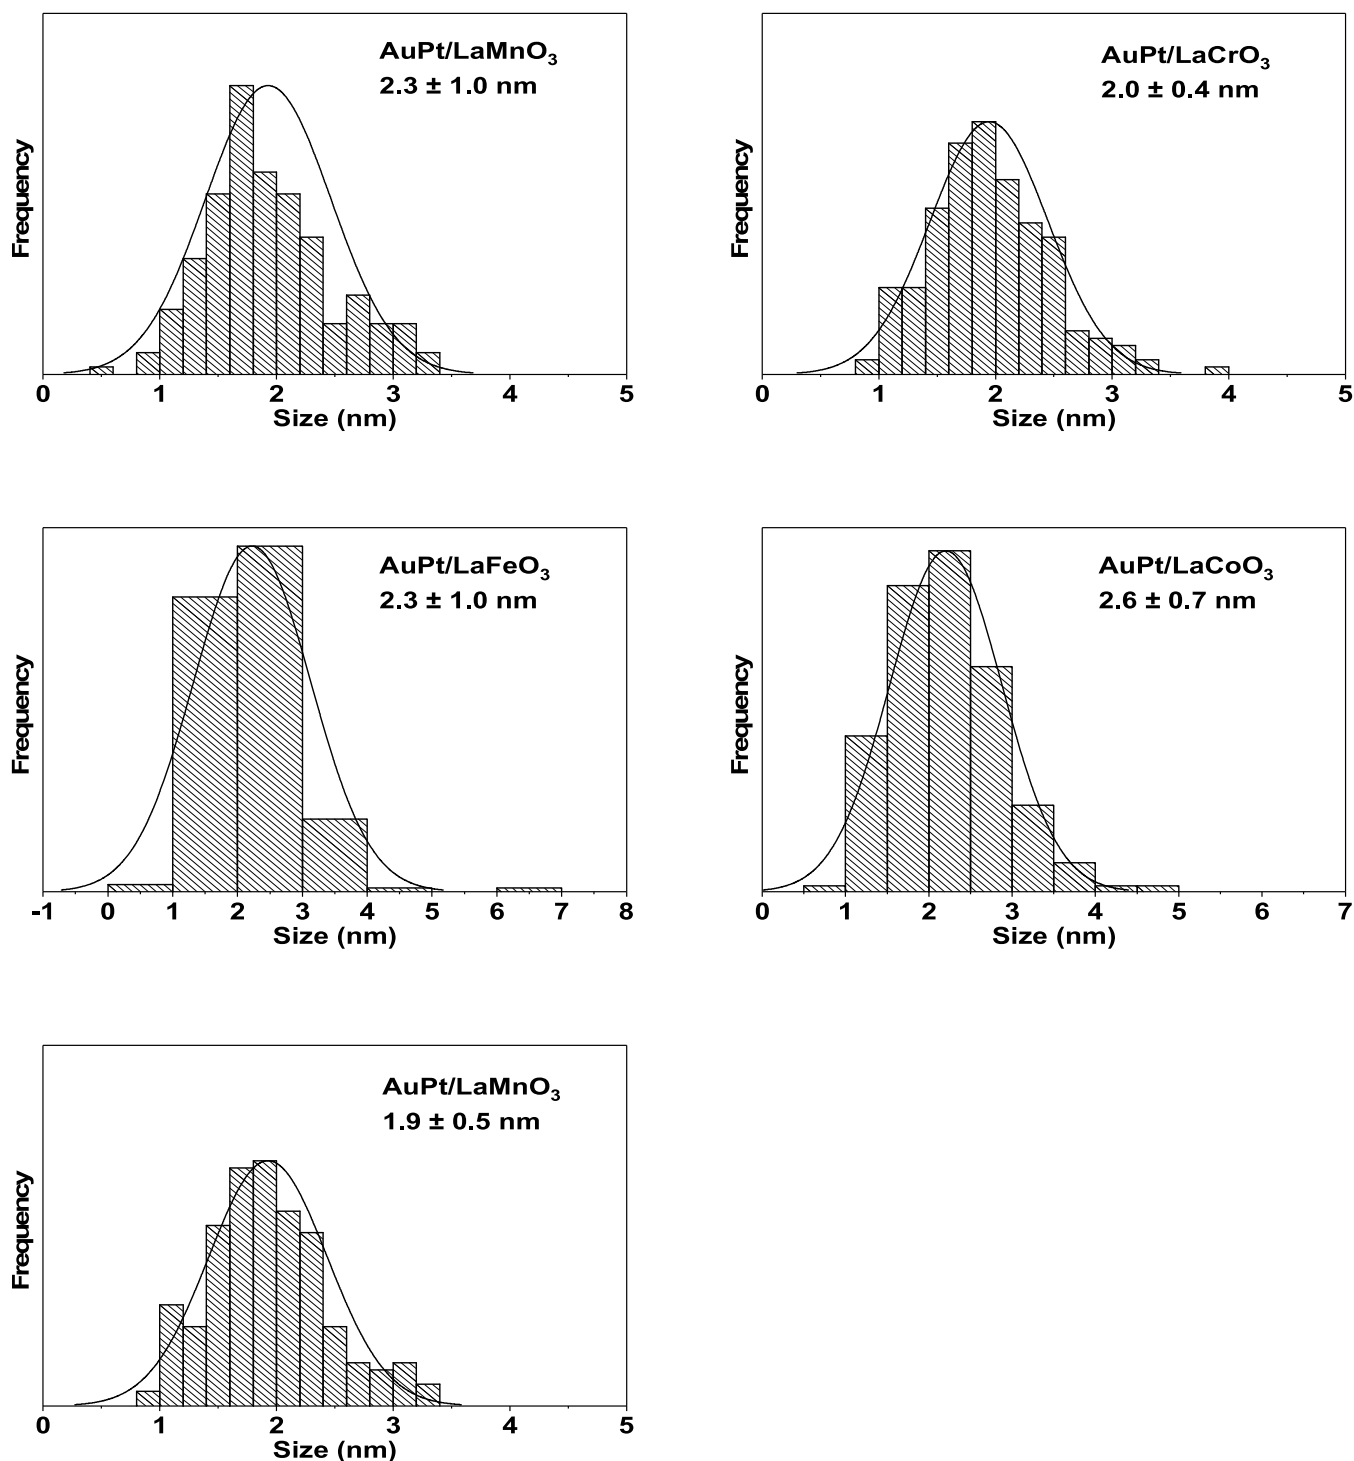 AuPt/LaMnO₃
2.3 ± 1.0 nm
Frequency
0 1 2 3 4 5
Size (nm)
AuPt/LaCrO₃
2.0 ± 0.4 nm
Frequency
0 1 2 3 4 5
Size (nm)
AuPt/LaFeO₃
2.3 ± 1.0 nm
Frequency
-1 0 1 2 3 4 5 6 7 8
Size (nm)
AuPt/LaCoO₃
2.6 ± 0.7 nm
Frequency
0 1 2 3 4 5 6 7
Size (nm)
AuPt/LaMnO₃
1.9 ± 0.5 nm
Frequency
0 1 2 3 4 5
Size (nm)